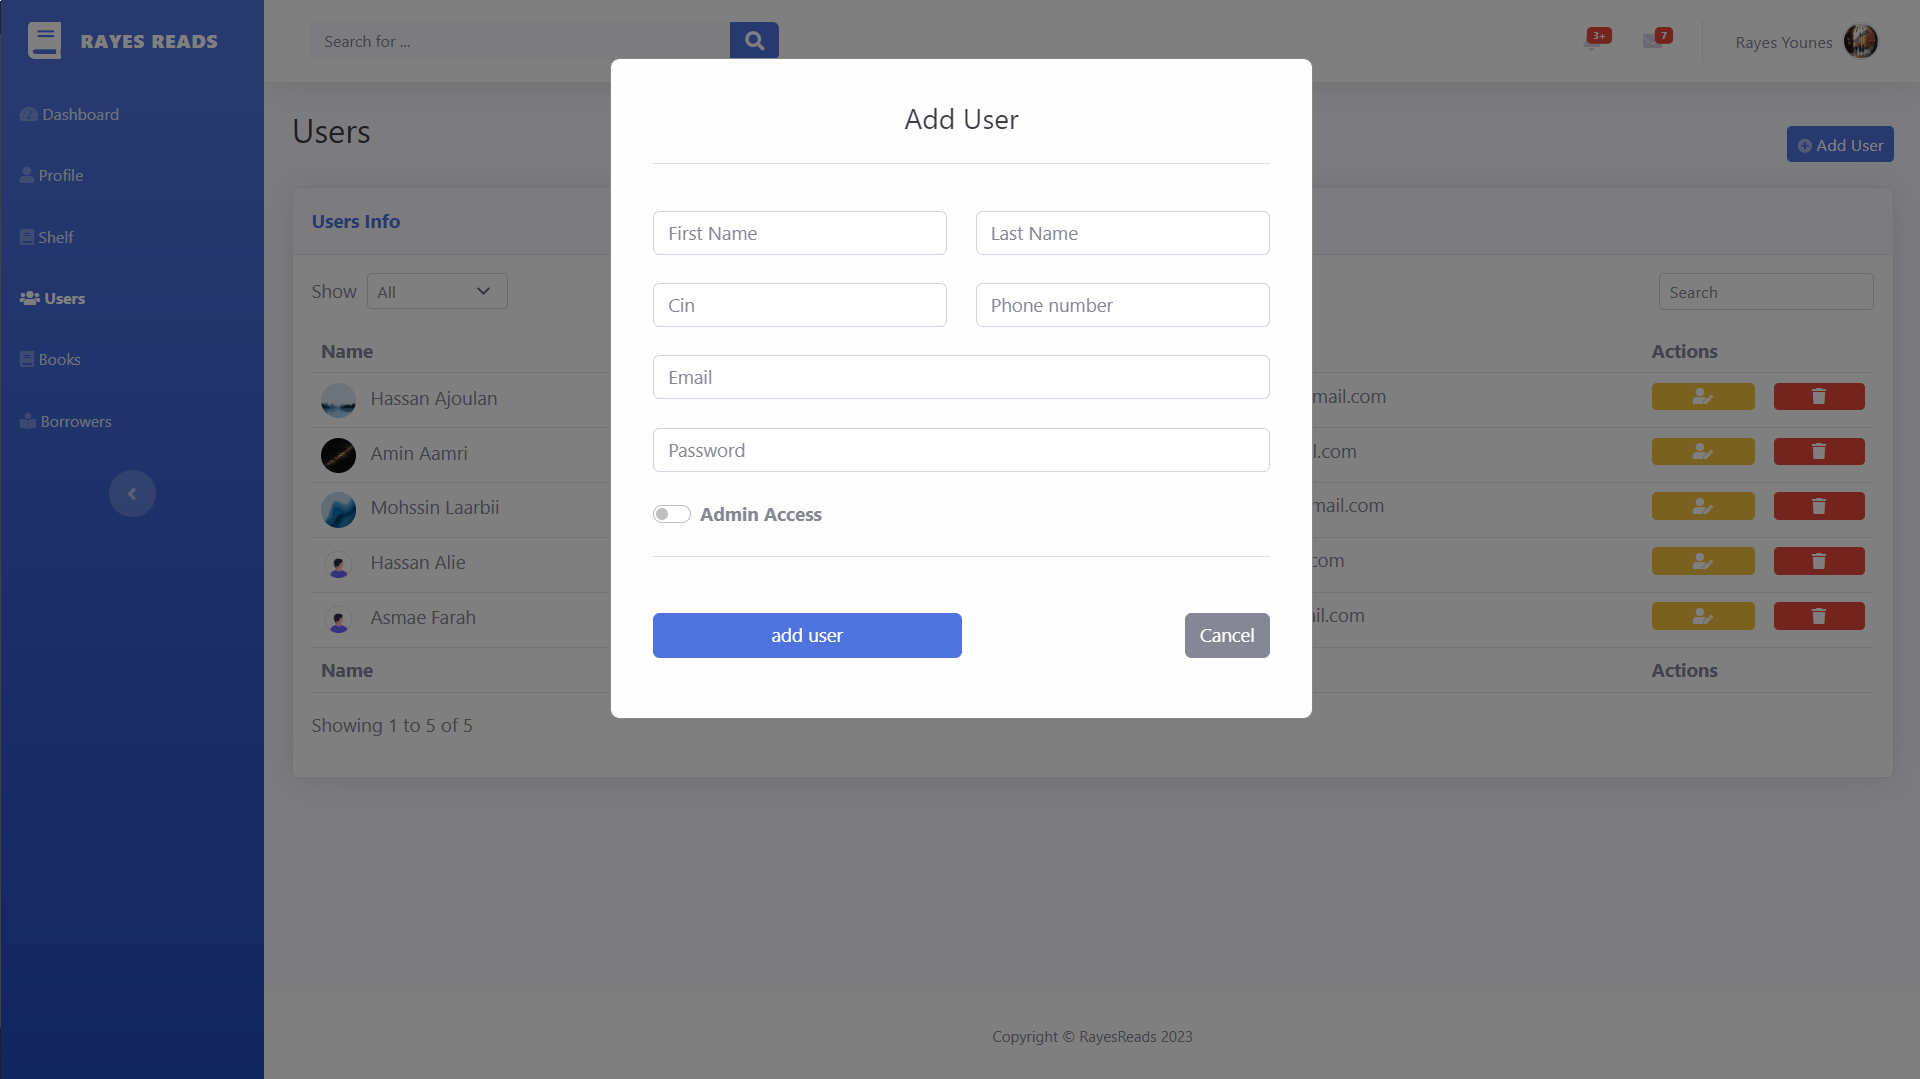 RAYES READS
Search for ...
3+
7
Rayes Younes
Dashboard
Profile
Shelf
Users
Books
Borrowers
Users
Add User
Users Info
Show
All
Search
Name
Actions
Hassan Ajoulan
mail.com
Amin Aamri
l.com
Mohssin Laarbii
mail.com
Hassan Alie
com
Asmae Farah
il.com
Name
Actions
Showing 1 to 5 of 5
Add User
First Name
Last Name
Cin
Phone number
Email
Password
Admin Access
add user
Cancel
Copyright © RayesReads 2023